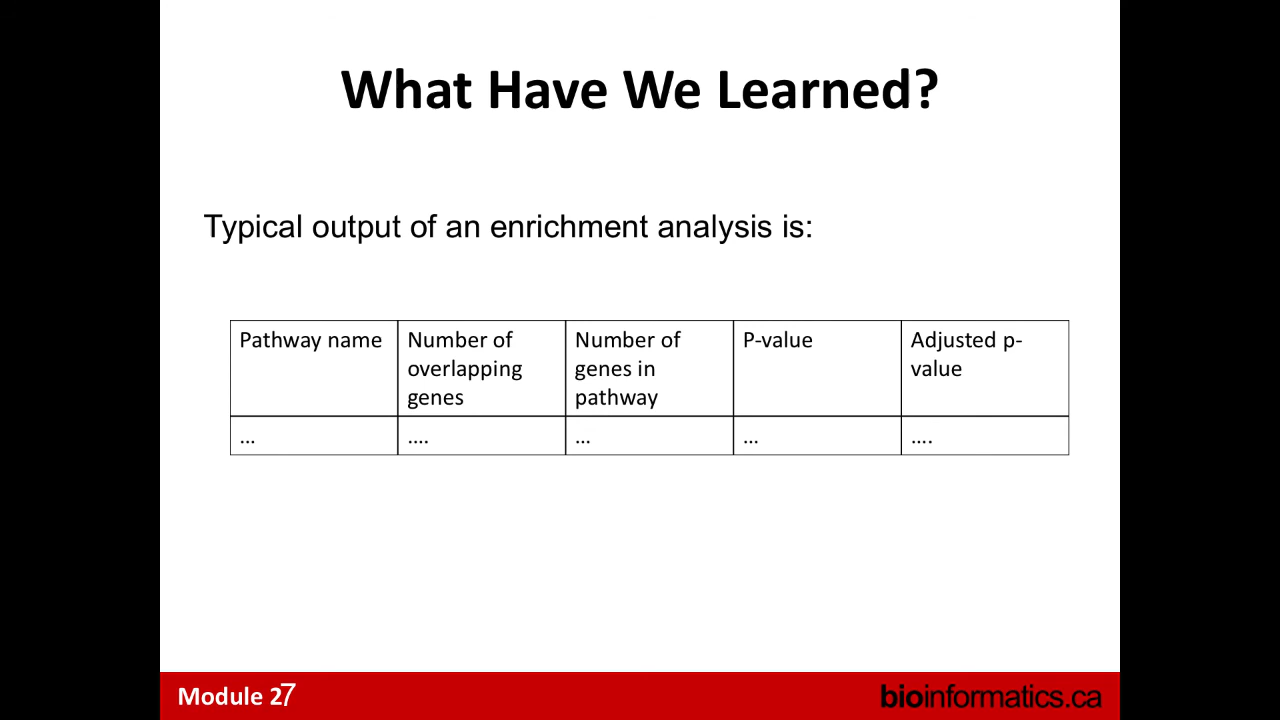 What Have We Learned?
Typical output of an enrichment analysis is:
Pathway name
Number of
overlapping
genes
Number of
genes in
pathway
P-value
Adjusted p-
value
...
....
...
...
....
Module 27
bioinformatics.ca